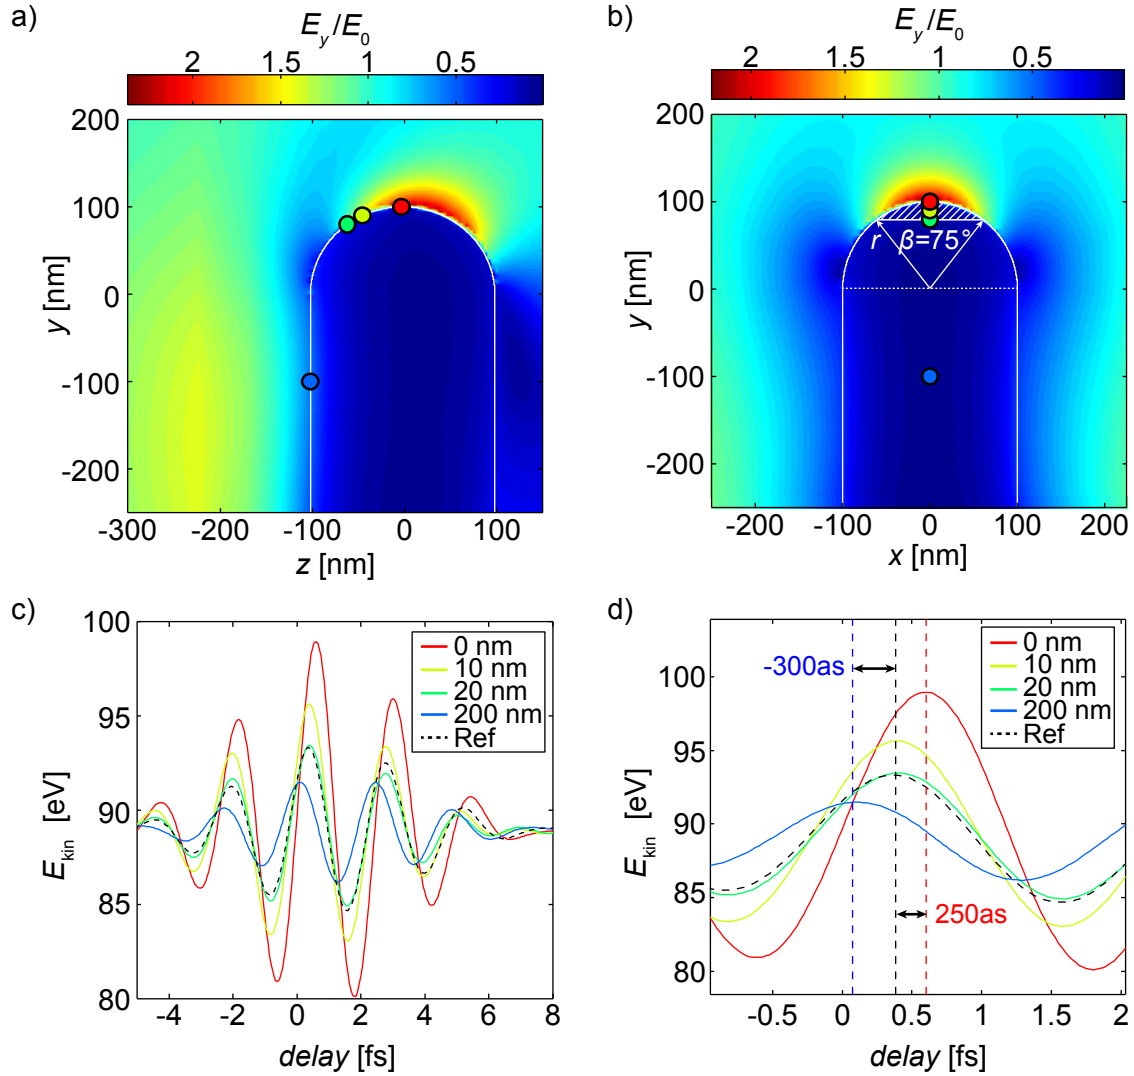 a)
E_y/E_0
2 1.5 1 0.5
200
100
0
-100
-200
y [nm]
-300 -200 -100 0 100
z [nm]
b)
E_y/E_0
2 1.5 1 0.5
200
100
0
-100
-200
y [nm]
r β=75°
-200 -100 0 100 200
x [nm]
c)
100
95
90
85
80
E_kin [eV]
0 nm
10 nm
20 nm
200 nm
Ref
-4 -2 0 2 4 6 8
delay [fs]
d)
100
95
90
85
80
E_kin [eV]
-300as
0 nm
10 nm
20 nm
200 nm
Ref
250as
-0.5 0 0.5 1 1.5 2
delay [fs]